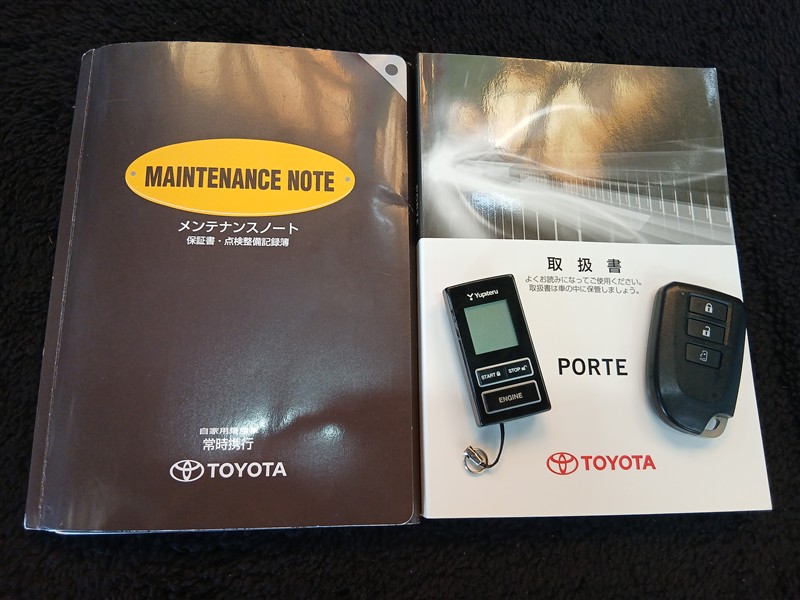 MAINTENANCE NOTE
メンテナンスノート
保証書・点検整備記録簿
自家用乗用車
常時携行
TOYOTA
取扱書
よくお読みになってご使用ください。
取扱書は車の中に保管しましょう。
PORTE
TOYOTA
Yupiteru
START
STOP
ENGINE